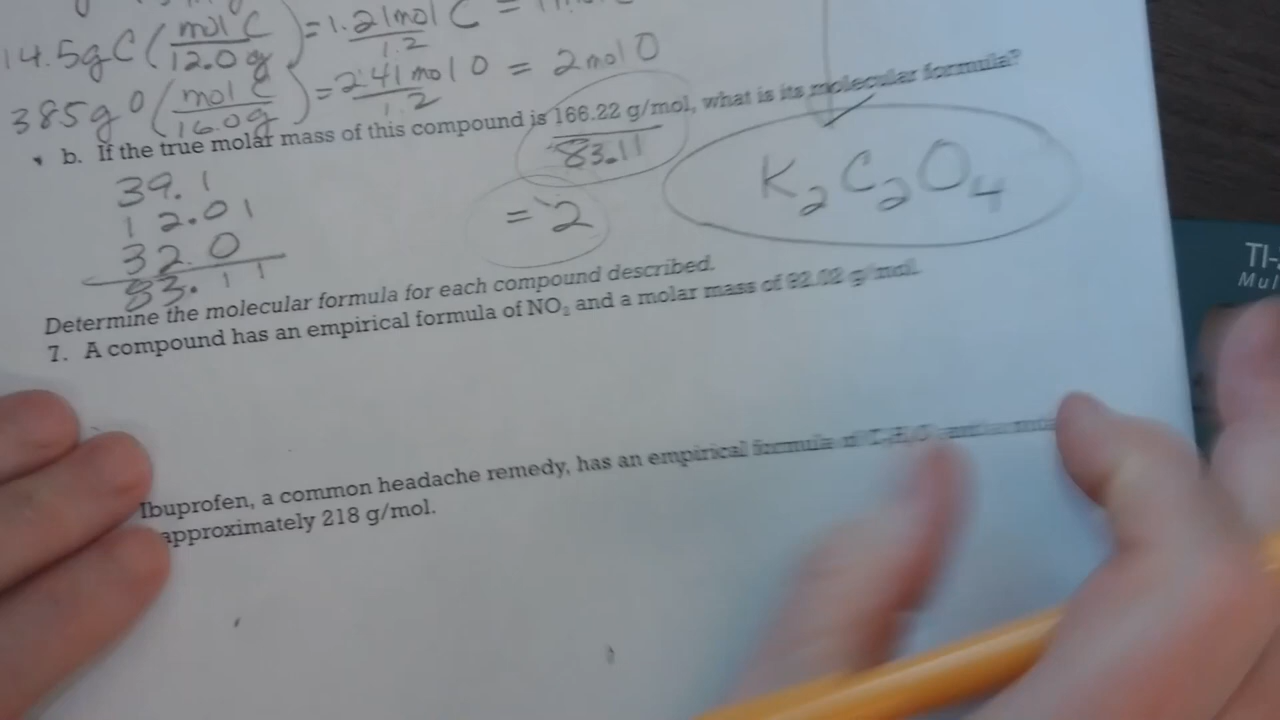 14.5g C (mol C / 12.0 g) = 1.21 mol C / 1.2 =
385g O (mol C / 16.0g) = 2.41 mol O / 1.2 = 2 mol O
b. If the true molar mass of this compound is 166.22 g/mol, what is its molecular formula?
83.11
39.1
12.01
32.0
83.11
= 2
K₂C₂O₄
Determine the molecular formula for each compound described.
7. A compound has an empirical formula of NO₂ and a molar mass of 92.02 g/mol.
Ibuprofen, a common headache remedy, has an empirical formula
approximately 218 g/mol.
TI-
Mul